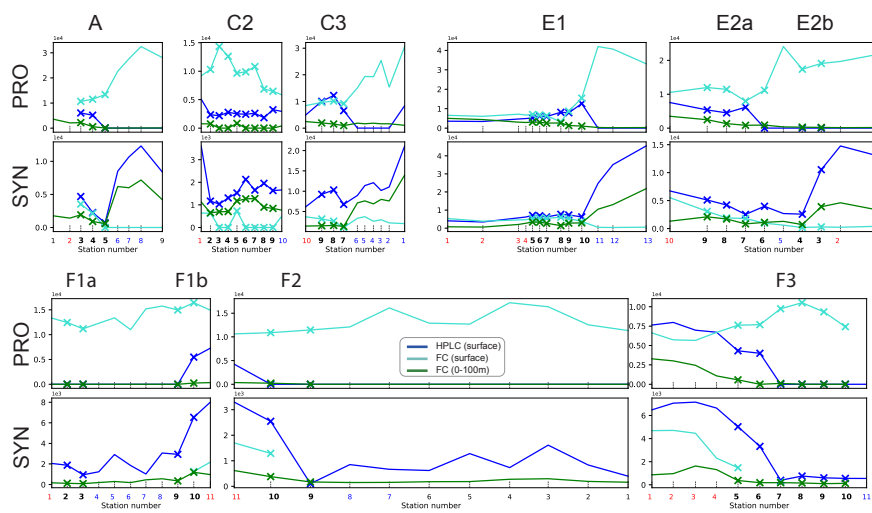 A C2 C3 E1 E2a E2b
1e4 1e4 1e4 1e4 1e4
PRO
3 2 1 0
1.5 1.0 0.5 0.0
3 2 1 0
4 3 2 1 0
2 1 0
1e4 1e3 1e4 1e4 1e4
SYN
1.0 0.5 0.0
3 2 1 0
2.0 1.5 1.0 0.5
4 2 0
1.5 1.0 0.5 0.0
1 2 3 4 5 6 7 8 9
1 2 3 4 5 6 7 8 9 10
10 9 8 7 6 5 4 3 2 1
1 2 3 4 5 6 7 8 9 10 11 12 13
10 9 8 7 6 5 4 3 2
Station number Station number Station number Station number Station number
F1a F1b F2 F3
1e4 1e4 1e4
PRO
1.5 1.0 0.5 0.0
1.5 1.0 0.5 0.0
1.0 0.8 0.6 0.4 0.2 0.0
HPLC (surface)
FC (surface)
FC (0-100m)
1e3 1e3 1e3
SYN
8 6 4 2 0
3 2 1 0
6 4 2 0
1 2 3 4 5 6 7 8 9 10 11
11 10 9 8 7 6 5 4 3 2 1
1 2 3 4 5 6 7 8 9 10 11
Station number Station number Station number